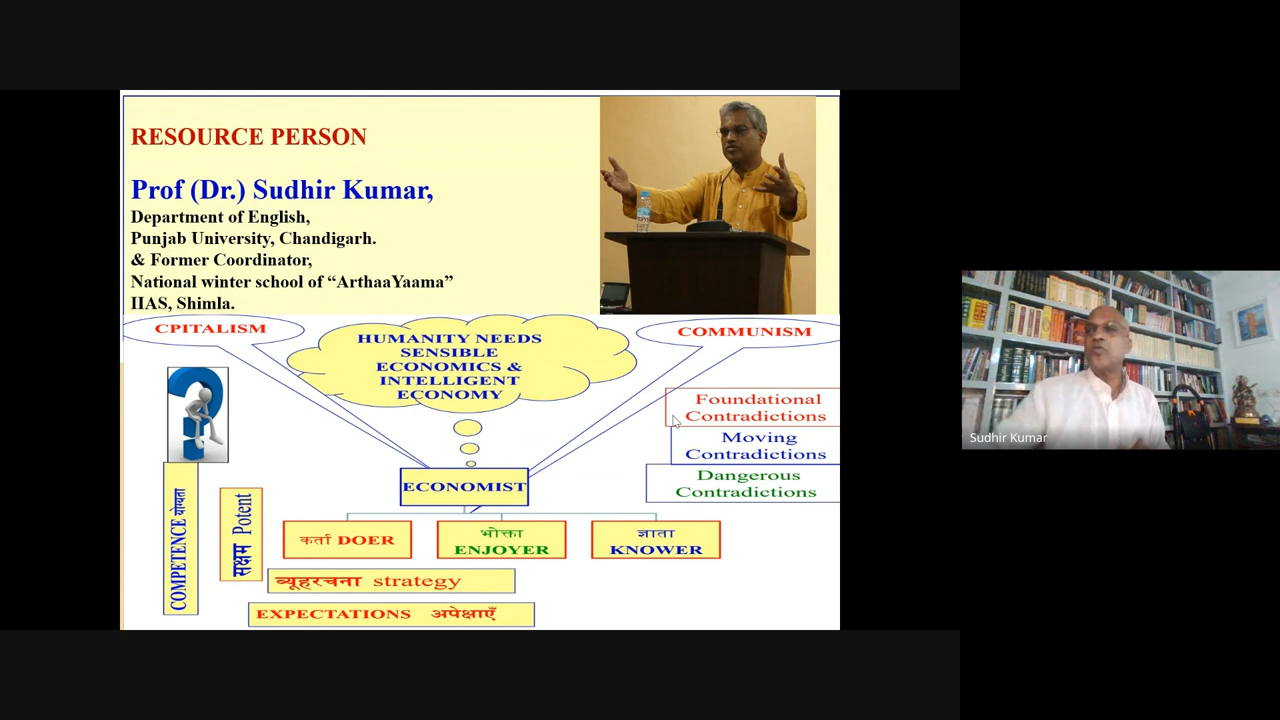 RESOURCE PERSON
Prof (Dr.) Sudhir Kumar,
Department of English,
Punjab University, Chandigarh.
& Former Coordinator,
National winter school of “ArthaaYaama”
IIAS, Shimla.
CPITALISM
HUMANITY NEEDS
SENSIBLE
ECONOMICS &
INTELLIGENT
ECONOMY
COMMUNISM
Foundational
Contradictions
Moving
Contradictions
Dangerous
Contradictions
ECONOMIST
कर्ता DOER
भोक्ता
ENJOYER
ज्ञाता
KNOWER
COMPETENCE योग्यता
सक्षम Potent
व्यूहरचना strategy
EXPECTATIONS अपेक्षाएँ
Sudhir Kumar